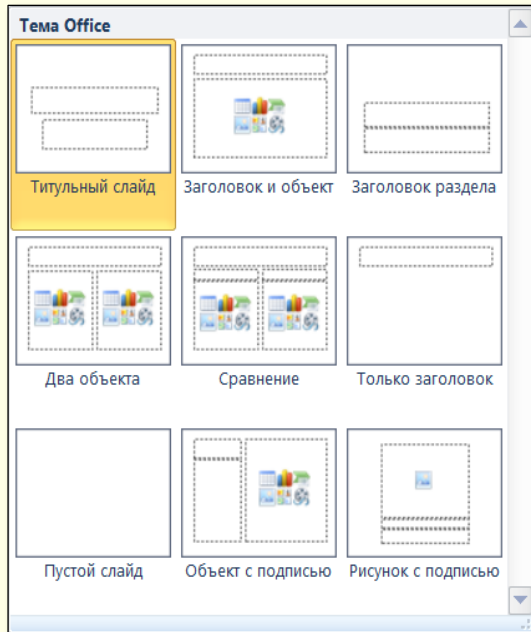 Тема Office
Титульный слайд
Заголовок и объект
Заголовок раздела
Два объекта
Сравнение
Только заголовок
Пустой слайд
Объект с подписью
Рисунок с подписью